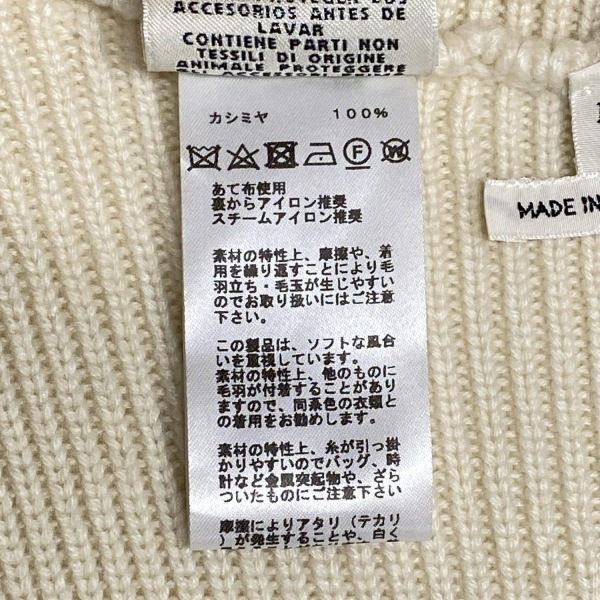 ACCESORIOS ANTES DE
LAVAR
CONTIENE PARTI NON
TESSILI DI ORIGINE
ANIMALE PROTEGGERE
カシミヤ 100%
F W
あて布使用
裏からアイロン推奨
スチームアイロン推奨
素材の特性上、摩擦や、着
用を繰り返すことにより毛
羽立ち・毛玉が生じやすい
のでお取り扱いにはご注意
下さい。
この製品は、ソフトな風合
いを重視しています。
素材の特性上、他のものに
毛羽が付着することがあり
ますので、同系色の衣類と
の着用をお勧めします。
素材の特性上、糸が引っ掛
かりやすいのでバッグ、時
計など金属突起物や、ざら
ついたものにご注意下さい
摩擦によりアタリ（テカリ
）が発生することや、白く
MADE IN